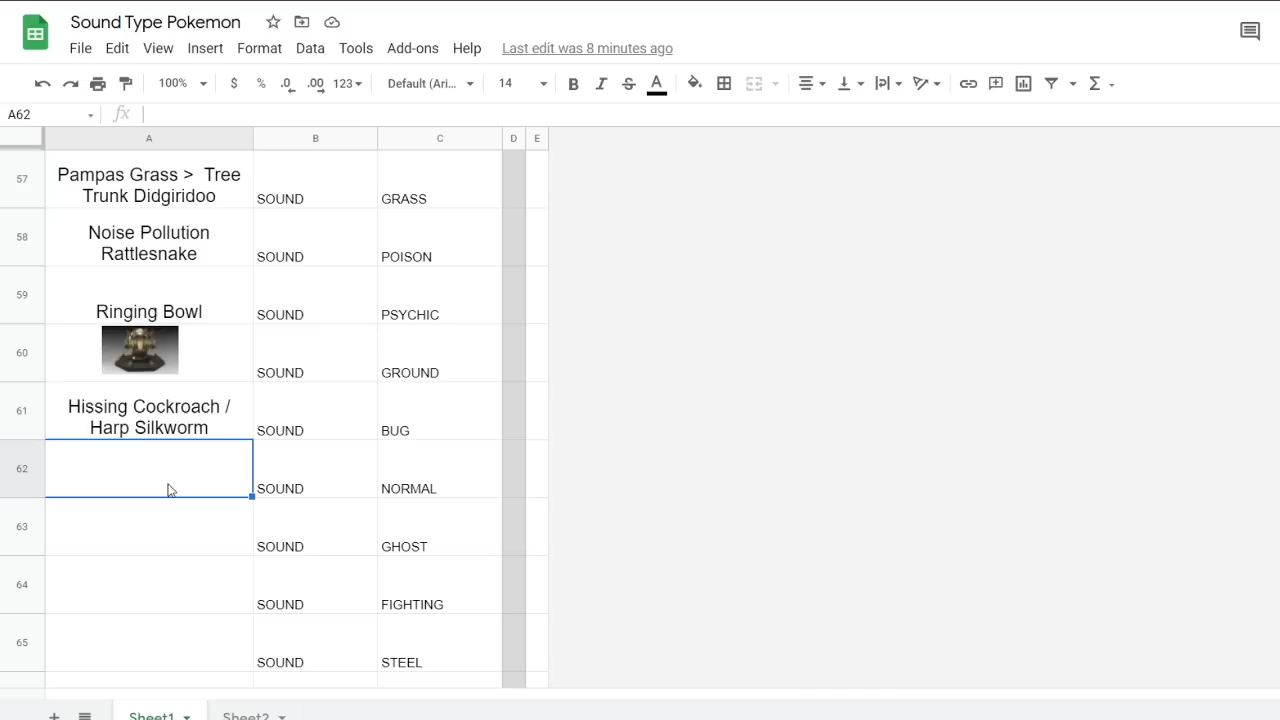 Sound Type Pokemon
File Edit View Insert Format Data Tools Add-ons Help Last edit was 8 minutes ago
100% $ % .0 .00 123 Default (Ari... 14 B I S A
A62 fx
A B C D E
57 Pampas Grass > Tree
Trunk Didgiridoo SOUND GRASS
58 Noise Pollution
Rattlesnake SOUND POISON
59 Ringing Bowl SOUND PSYCHIC
60 SOUND GROUND
61 Hissing Cockroach /
Harp Silkworm SOUND BUG
62 SOUND NORMAL
63 SOUND GHOST
64 SOUND FIGHTING
65 SOUND STEEL
Sheet1 Sheet2